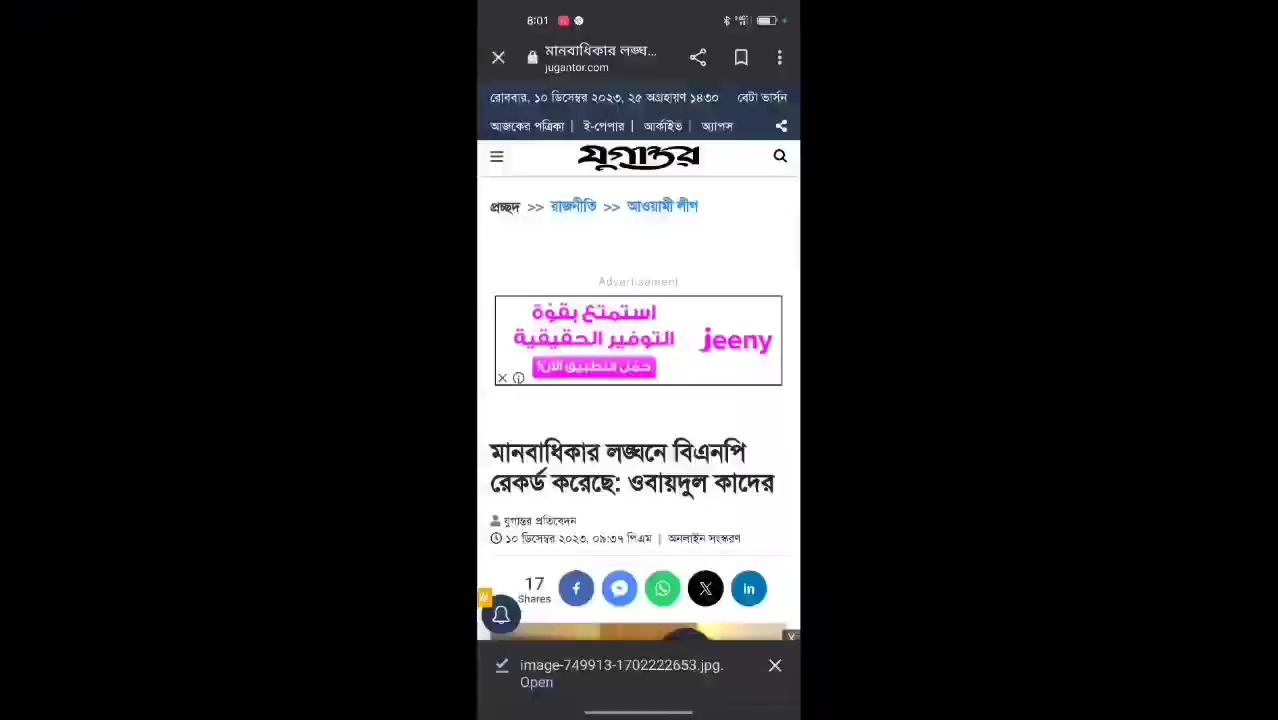 8:01
মানবাধিকার লঙ্ঘ...
jugantor.com
রোববার, ১০ ডিসেম্বর ২০২৩, ২৫ অগ্রহায়ণ ১৪৩০ বেটা ভার্সন
আজকের পত্রিকা | ই-পেপার | আর্কাইভ | অ্যাপস
যুগান্তর
প্রচ্ছদ >> রাজনীতি >> আওয়ামী লীগ
Advertisement
استمتع بقوة
التوفير الحقيقية
jeeny
حمّل التطبيق الآن!
মানবাধিকার লঙ্ঘনে বিএনপি
রেকর্ড করেছে: ওবায়দুল কাদের
যুগান্তর প্রতিবেদন
১০ ডিসেম্বর ২০২৩, ০৯:৩৭ পিএম | অনলাইন সংস্করণ
17
Shares
image-749913-1702222653.jpg.
Open